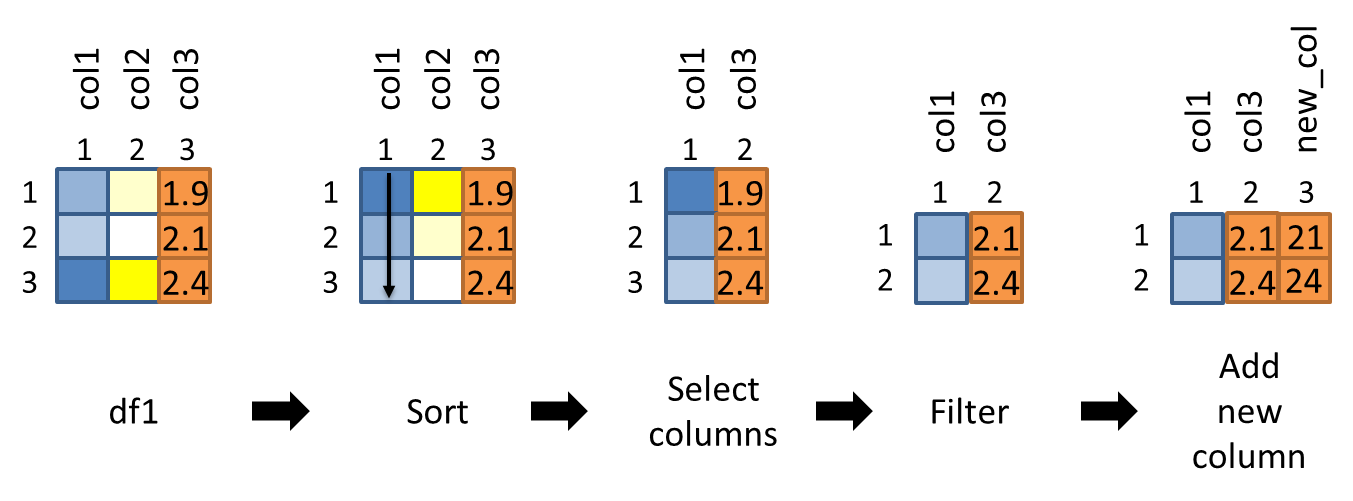 col1 col2 col3
1 2 3
1 1.9
2 2.1
3 2.4
df1
col1 col2 col3
1 2 3
1 1.9
2 2.1
3 2.4
Sort
col1 col3
1 2
1 1.9
2 2.1
3 2.4
Select
columns
col1 col3
1 2
1 2.1
2 2.4
Filter
col1 col3 new_col
1 2 3
1 2.1 21
2 2.4 24
Add
new
column